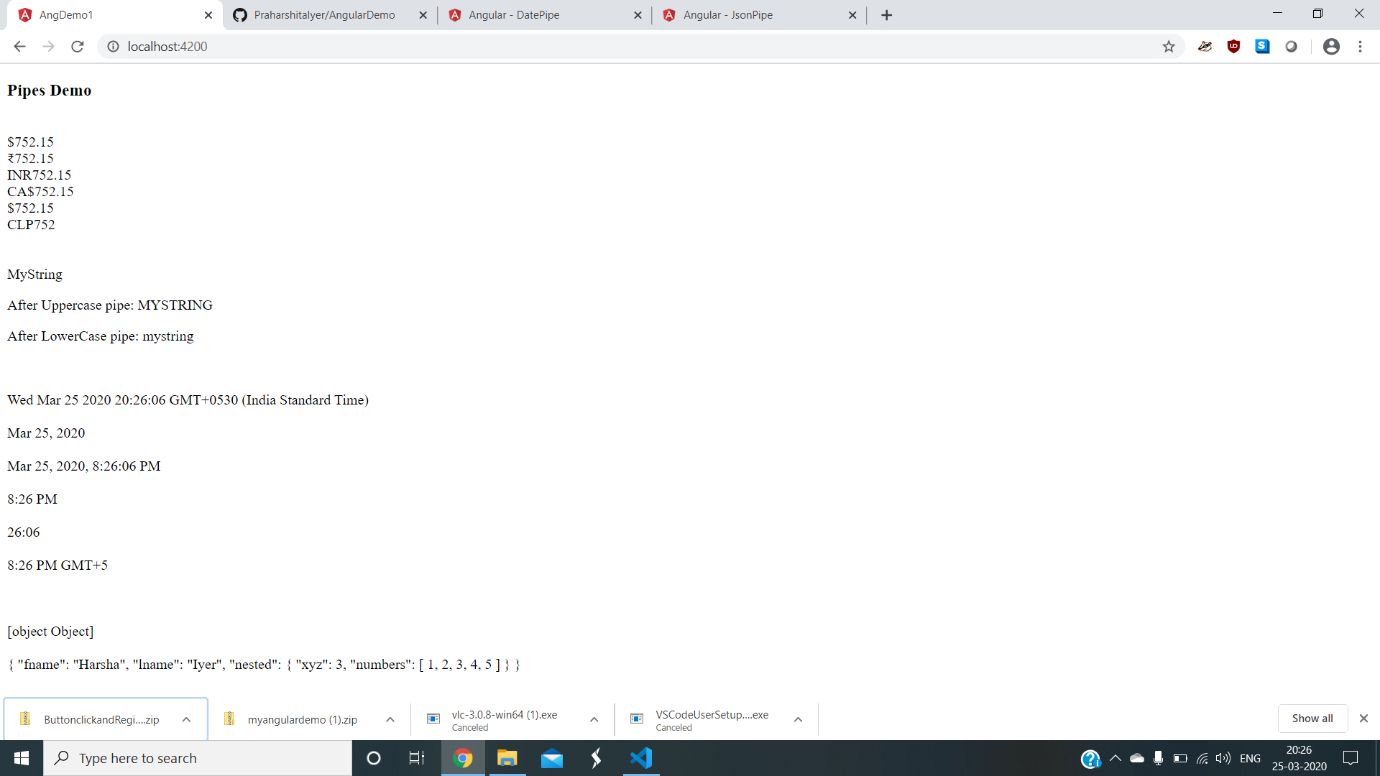 AngDemo1
PraharshitaIyer/AngularDemo
Angular - DatePipe
Angular - JsonPipe
localhost:4200
Pipes Demo
$752.15
₹752.15
INR752.15
CA$752.15
$752.15
CLP752
MyString
After Uppercase pipe: MYSTRING
After LowerCase pipe: mystring
Wed Mar 25 2020 20:26:06 GMT+0530 (India Standard Time)
Mar 25, 2020
Mar 25, 2020, 8:26:06 PM
8:26 PM
26:06
8:26 PM GMT+5
[object Object]
{ "fname": "Harsha", "lname": "Iyer", "nested": { "xyz": 3, "numbers": [ 1, 2, 3, 4, 5 ] } }
ButtonclickandRegi....zip
myangulardemo (1).zip
vlc-3.0.8-win64 (1).exe
Canceled
VSCodeUserSetup....exe
Canceled
Show all
Type here to search
ENG
20:26
25-03-2020